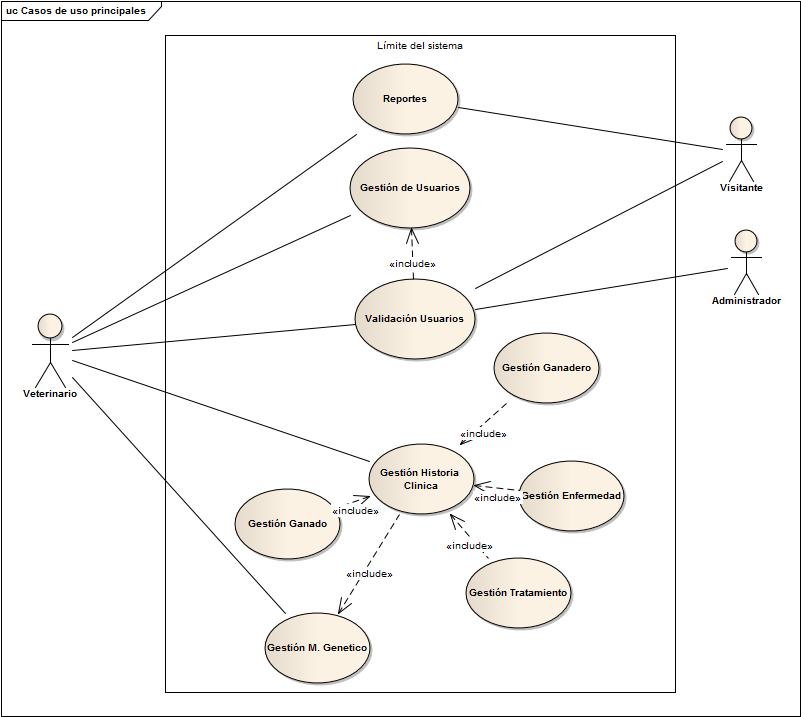 uc Casos de uso principales
Límite del sistema
Reportes
Visitante
Gestión de Usuarios
«include»
Administrador
Validación Usuarios
Veterinario
Gestión Ganadero
«include»
Gestión Historia
Clinica
«include»
Gestión Enfermedad
«include»
Gestión Ganado
«include»
«include»
Gestión Tratamiento
Gestión M. Genetico